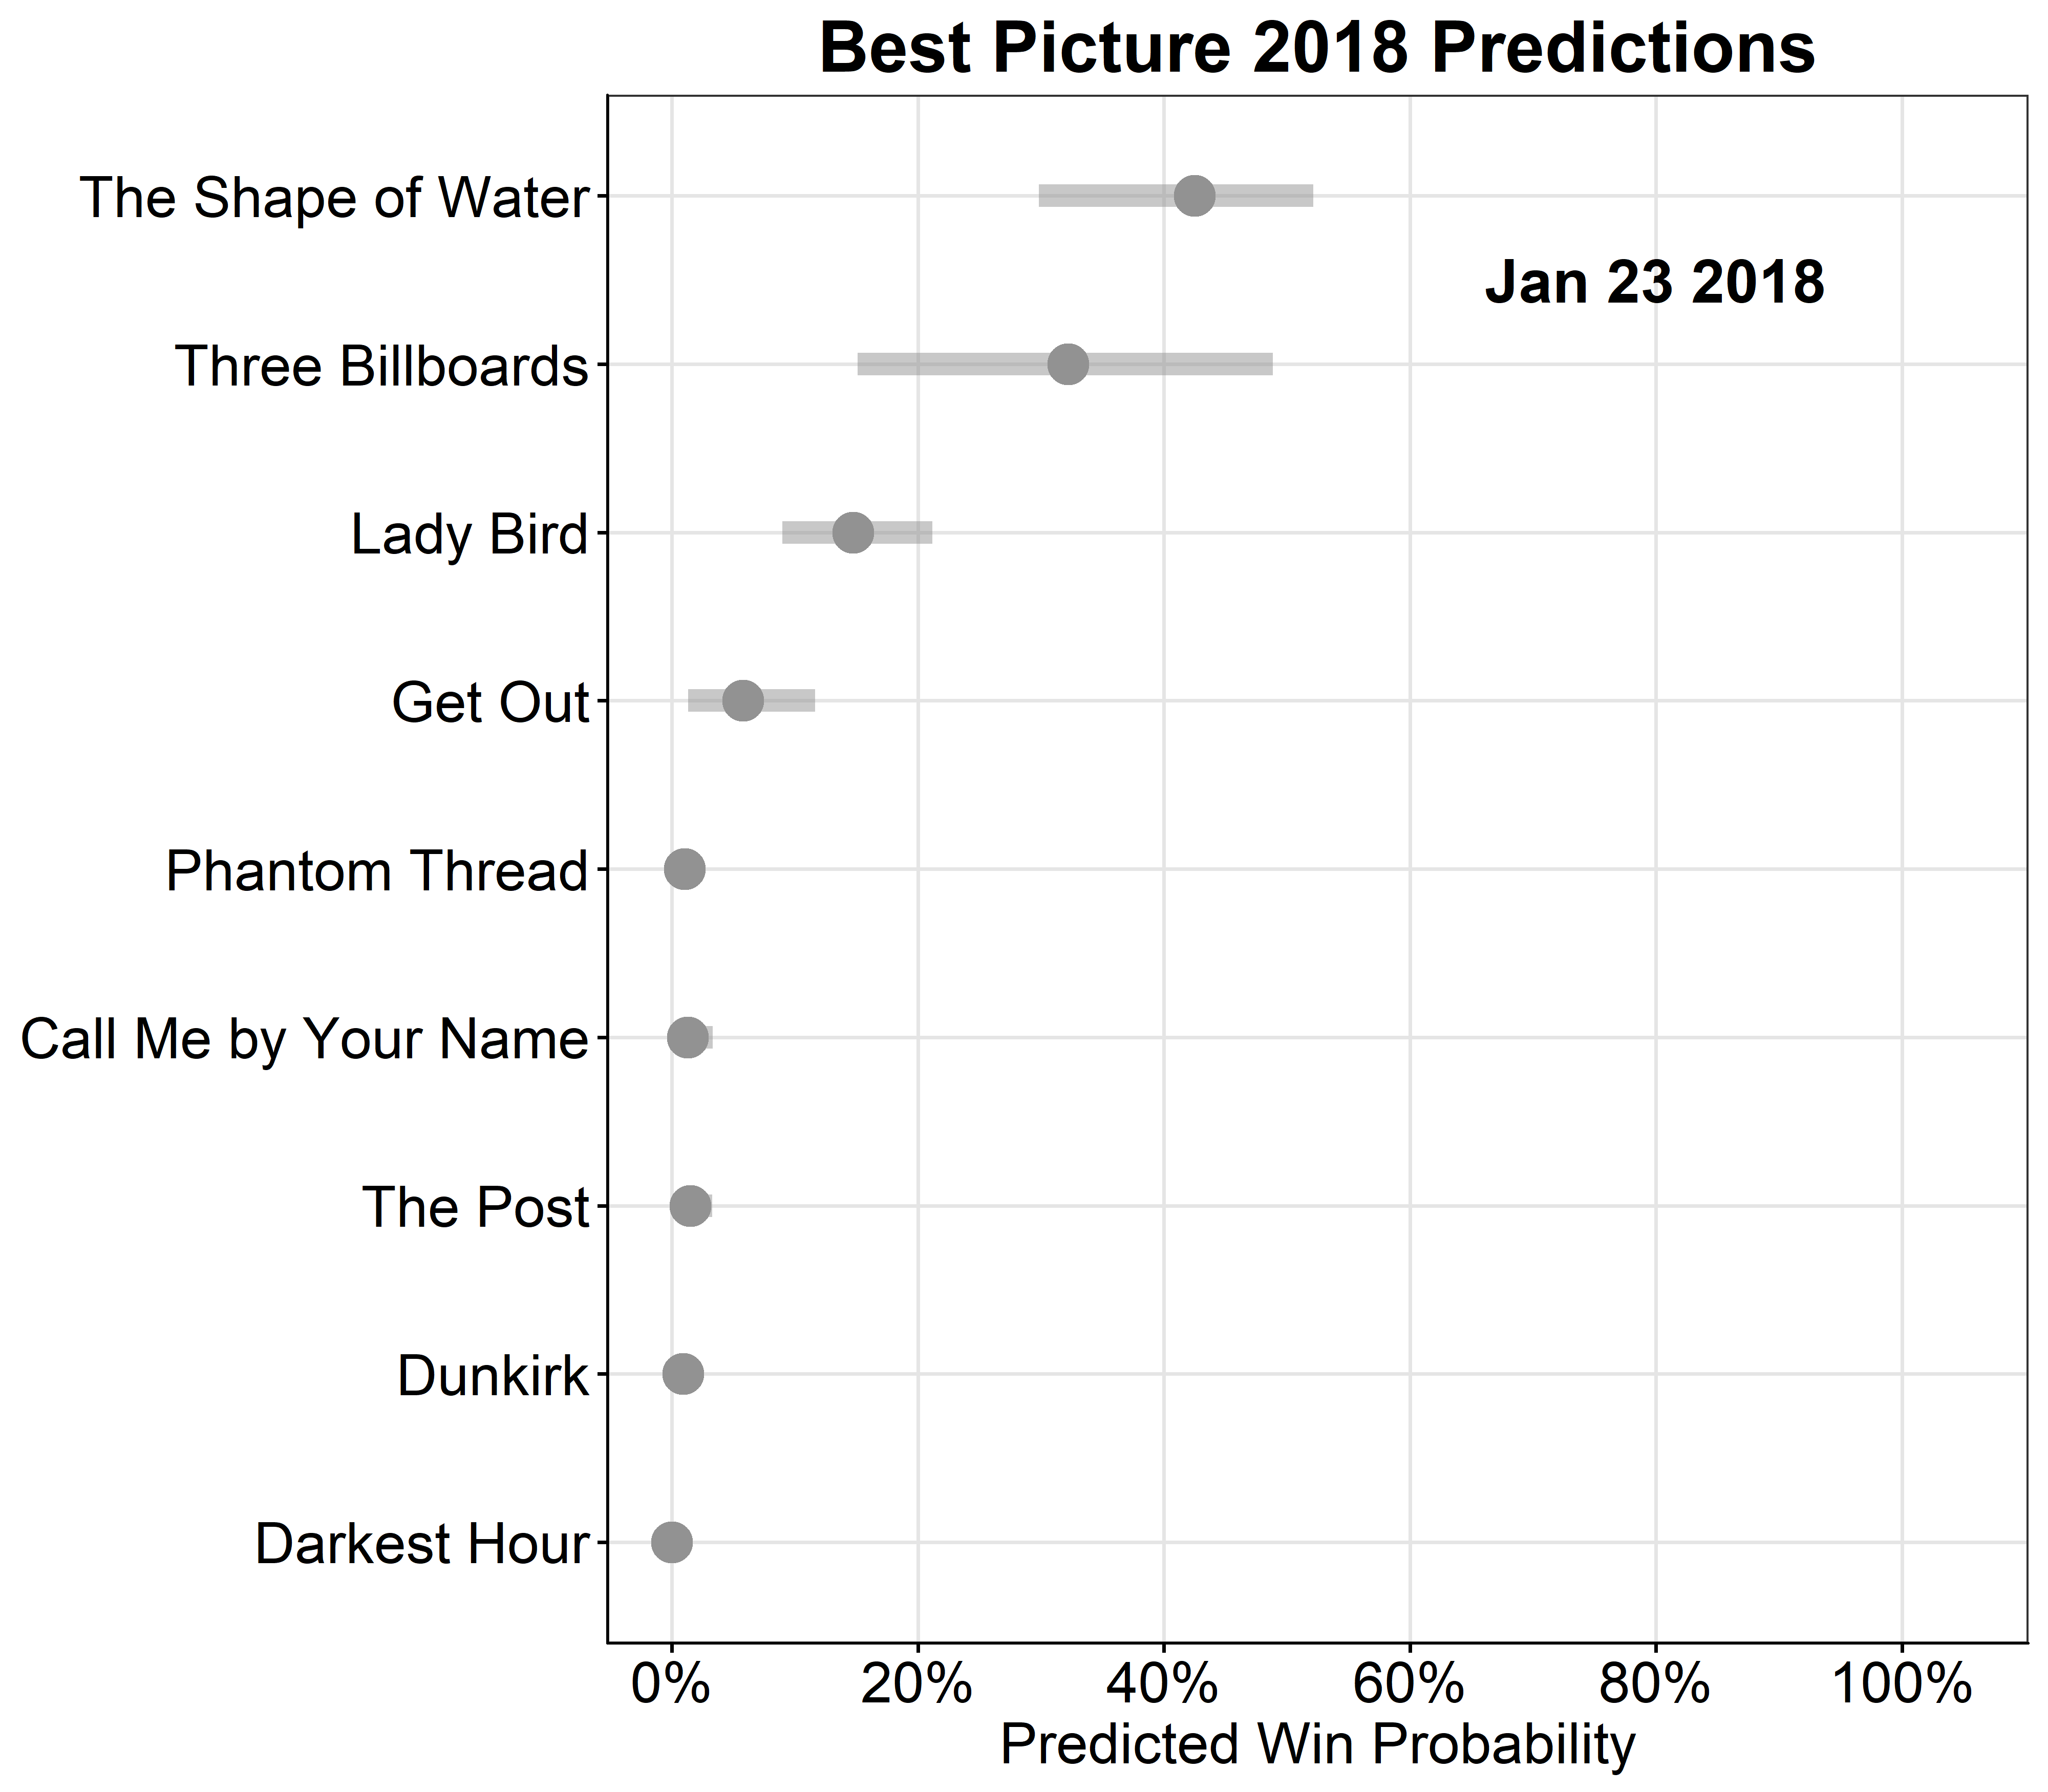 Best Picture 2018 Predictions
The Shape of Water
Jan 23 2018
Three Billboards
Lady Bird
Get Out
Phantom Thread
Call Me by Your Name
The Post
Dunkirk
Darkest Hour
0% 20% 40% 60% 80% 100%
Predicted Win Probability